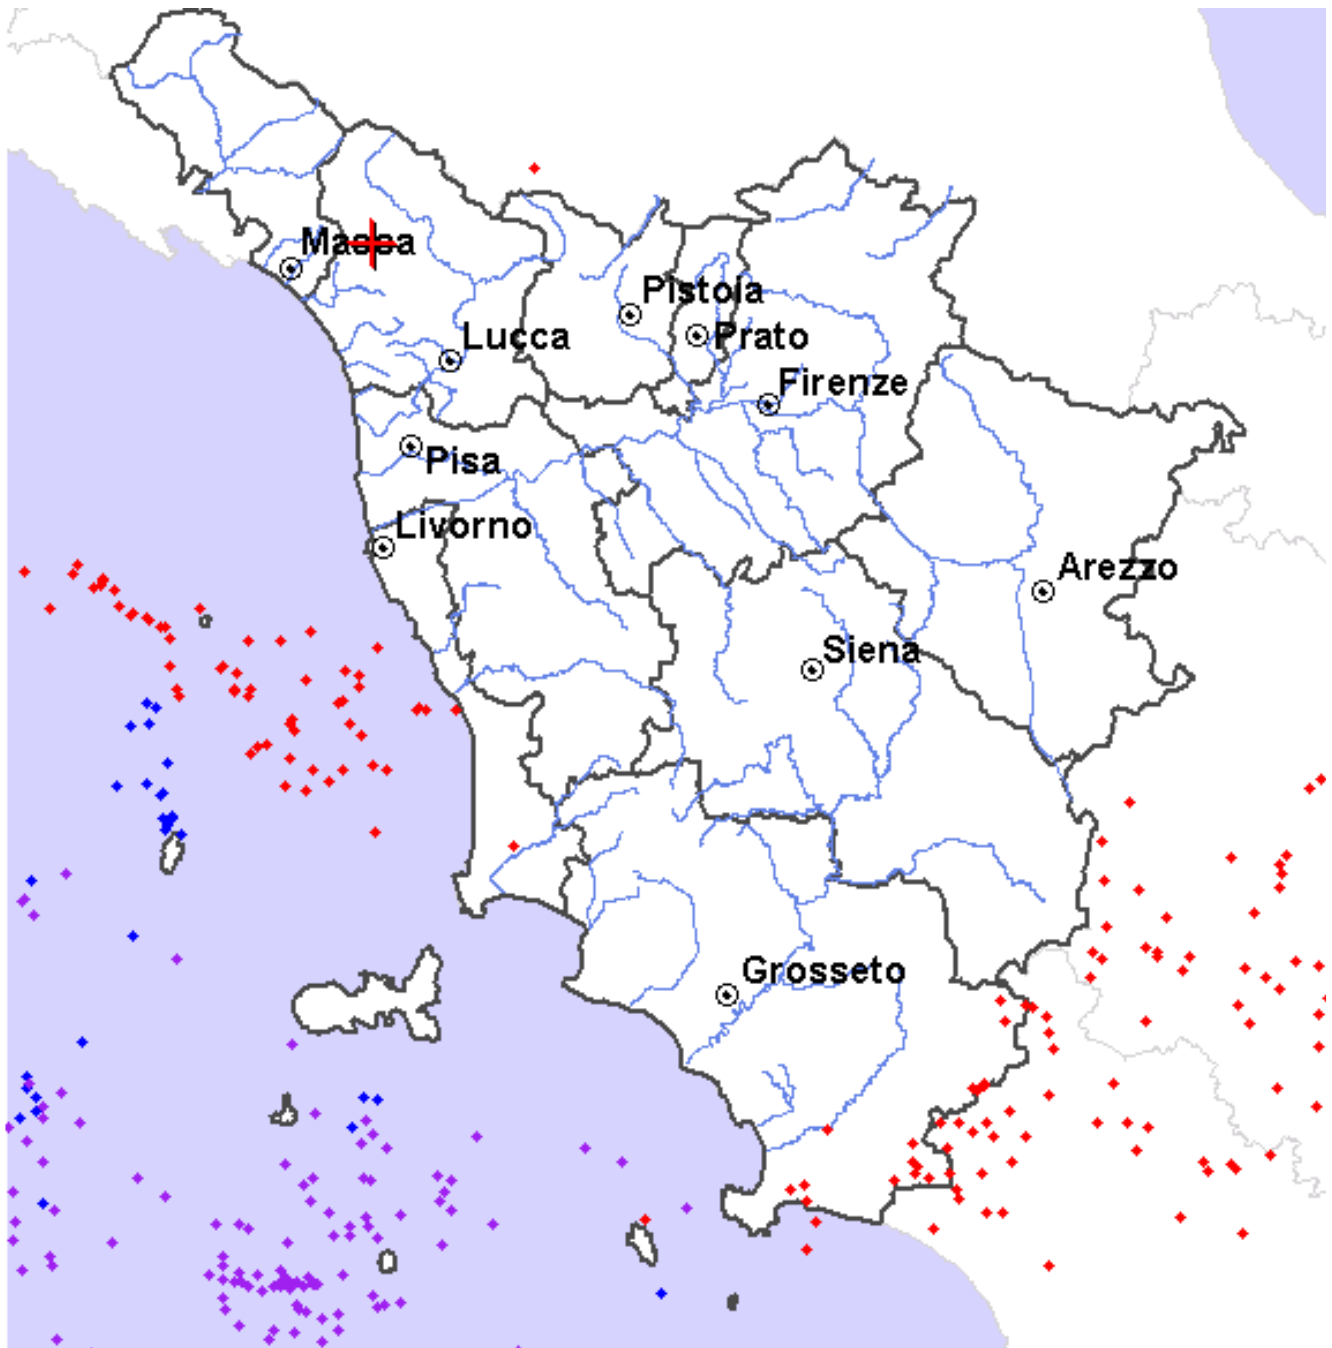 Massa
Pistoia
Prato
Lucca
Firenze
Pisa
Livorno
Arezzo
Siena
Grosseto